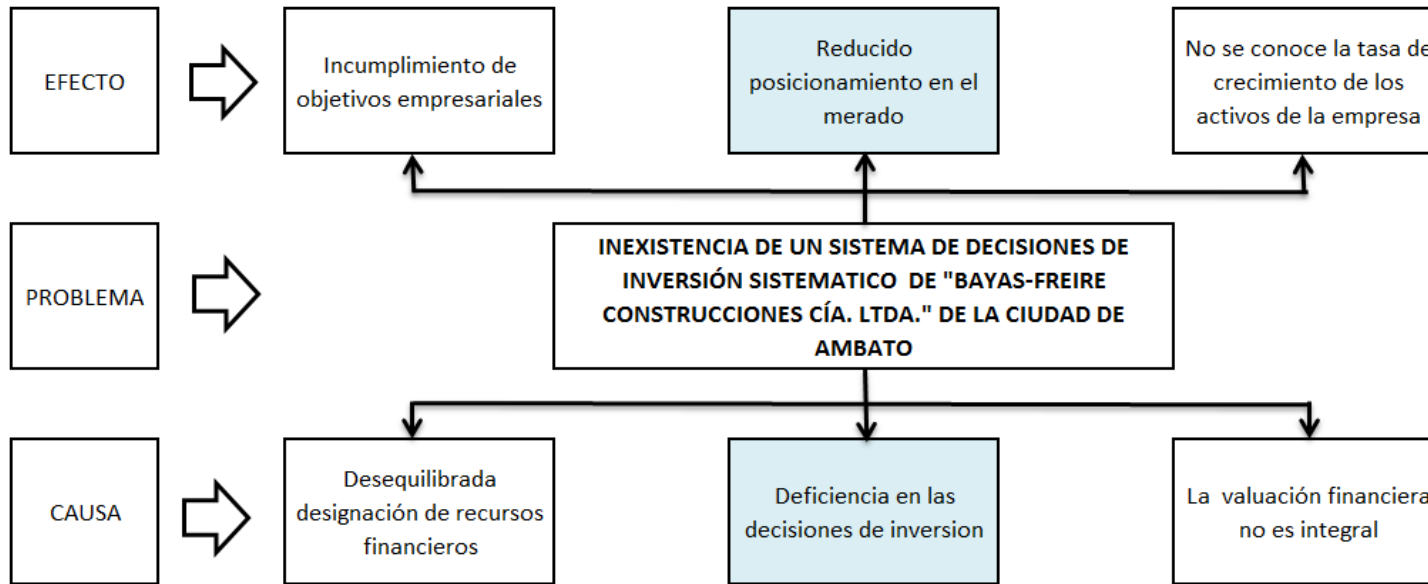 EFECTO
Incumplimiento de
objetivos empresariales
Reducido
posicionamiento en el
merado
No se conoce la tasa de
crecimiento de los
activos de la empresa
PROBLEMA
INEXISTENCIA DE UN SISTEMA DE DECISIONES DE
INVERSIÓN SISTEMATICO DE "BAYAS-FREIRE
CONSTRUCCIONES CÍA. LTDA." DE LA CIUDAD DE
AMBATO
CAUSA
Desequilibrada
designación de recursos
financieros
Deficiencia en las
decisiones de inversion
La valuación financiera
no es integral